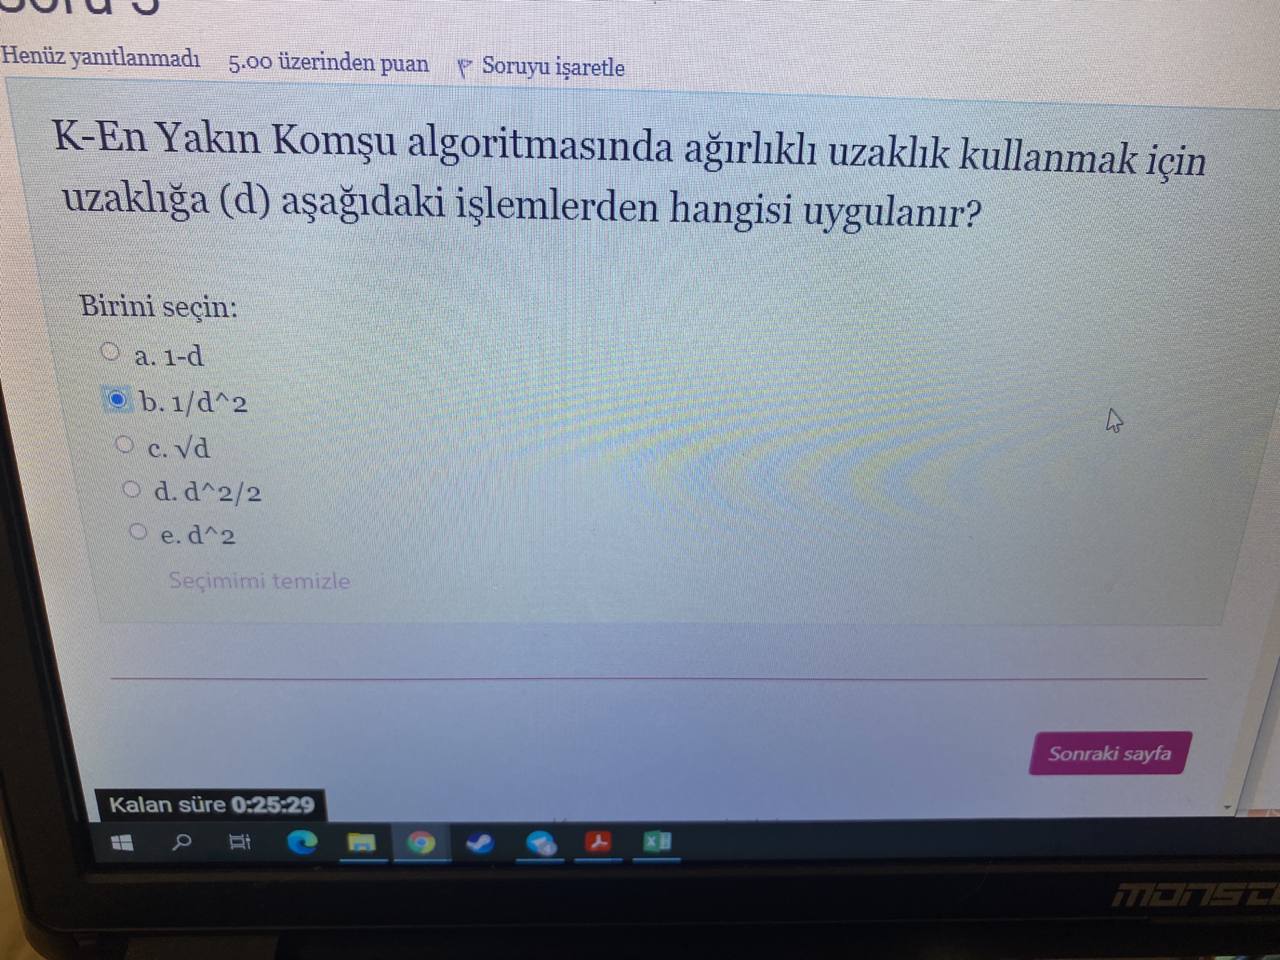 Soru 5
Henüz yanıtlanmadı 5.00 üzerinden puan Soruyu işaretle
K-En Yakın Komşu algoritmasında ağırlıklı uzaklık kullanmak için
uzaklığa (d) aşağıdaki işlemlerden hangisi uygulanır?
Birini seçin:
a. 1-d
b. 1/d^2
c. √d
d. d^2/2
e. d^2
Seçimimi temizle
Sonraki sayfa
Kalan süre 0:25:29